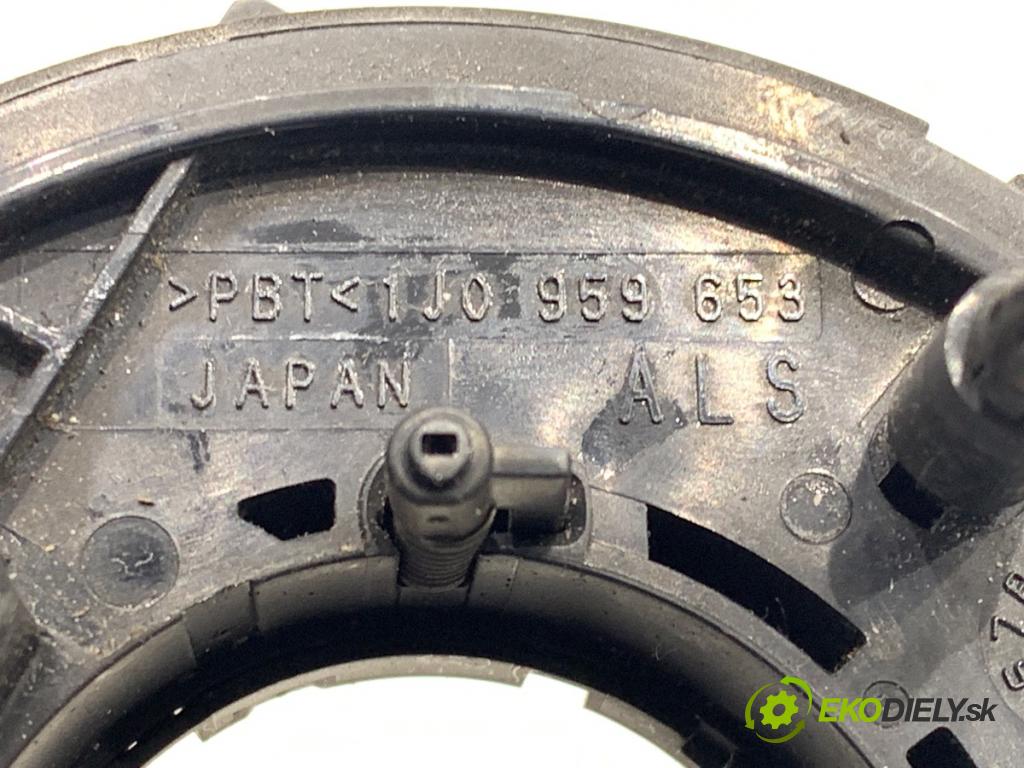 >PBT<1J0 959 653
JAPAN ALS
EKODIELY.sk